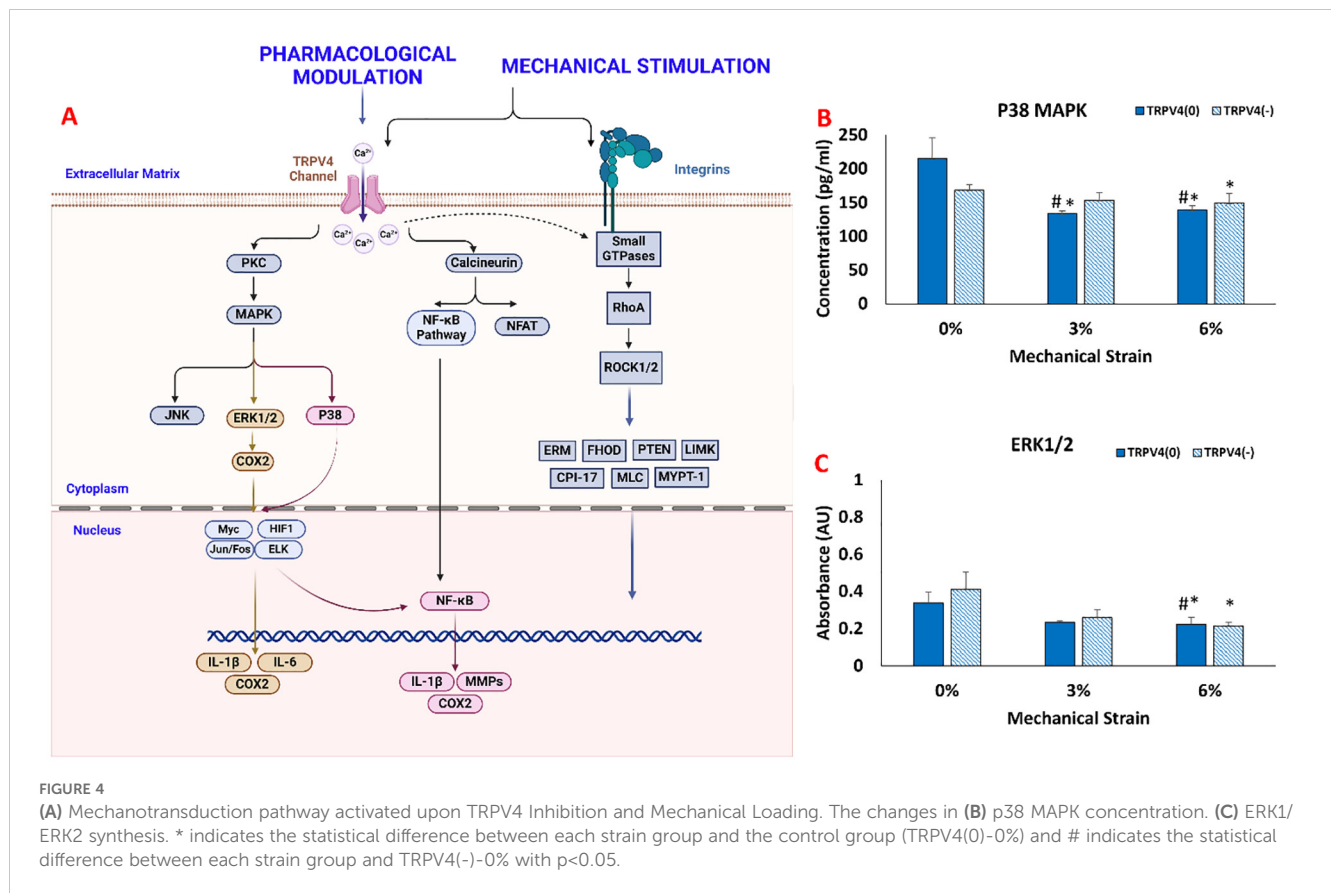 PHARMACOLOGICAL
MODULATION
MECHANICAL STIMULATION
A
Ca²⁺
TRPV4
Channel
Extracellular Matrix
Integrins
Ca²⁺
Ca²⁺
Ca²⁺
PKC
Calcineurin
Small
GTPases
MAPK
NF-κB
Pathway
NFAT
RhoA
ROCK1/2
JNK
ERK1/2
P38
COX2
ERM
FHOD
PTEN
LIMK
CPI-17
MLC
MYPT-1
Cytoplasm
Nucleus
Myc
HIF1
Jun/Fos
ELK
NF-κB
IL-1β
IL-6
COX2
IL-1β
MMPs
COX2
B
P38 MAPK
TRPV4(0)
TRPV4(-)
Concentration (pg/ml)
250
200
150
100
50
0
#*
#*
*
0%
3%
6%
Mechanical Strain
C
ERK1/2
TRPV4(0)
TRPV4(-)
Absorbance (AU)
1
0.8
0.6
0.4
0.2
0
#*
*
0%
3%
6%
Mechanical Strain
FIGURE 4
(A) Mechanotransduction pathway activated upon TRPV4 Inhibition and Mechanical Loading. The changes in (B) p38 MAPK concentration. (C) ERK1/
ERK2 synthesis. * indicates the statistical difference between each strain group and the control group (TRPV4(0)-0%) and # indicates the statistical
difference between each strain group and TRPV4(-)-0% with p<0.05.